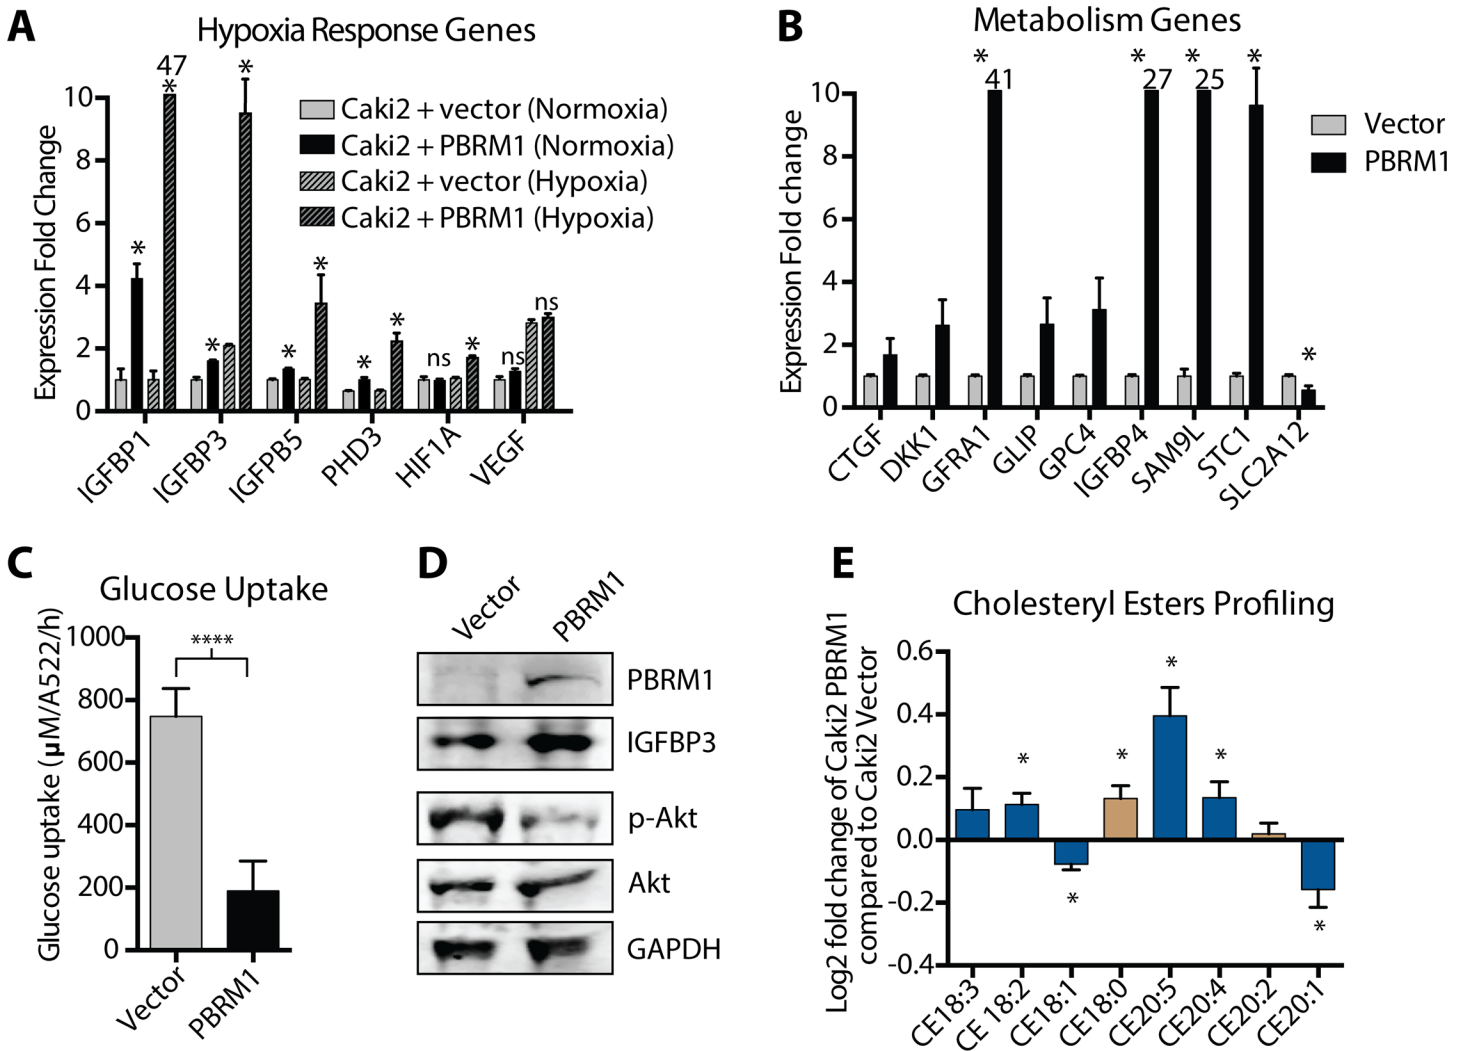 A
Hypoxia Response Genes
47
*
*
Expression Fold Change
10
8
6
4
2
0
Caki2 + vector (Normoxia)
Caki2 + PBRM1 (Normoxia)
Caki2 + vector (Hypoxia)
Caki2 + PBRM1 (Hypoxia)
*
*
*
*
*
*
ns
*
ns
ns
IGFBP1
IGFBP3
IGFPB5
PHD3
HIF1A
VEGF
B
Metabolism Genes
* * * *
41 27 25
Expression Fold change
10
8
6
4
2
0
*
Vector
PBRM1
CTGF
DKK1
GFRA1
GLIP
GPC4
IGFBP4
SAM9L
STC1
SLC2A12
C
Glucose Uptake
Glucose uptake (μM/A522/h)
1000
800
600
400
200
0
****
Vector
PBRM1
D
Vector
PBRM1
PBRM1
IGFBP3
p-Akt
Akt
GAPDH
E
Cholesteryl Esters Profiling
Log2 fold change of Caki2 PBRM1
compared to Caki2 Vector
0.6
0.4
0.2
0.0
-0.2
-0.4
*
*
*
*
*
*
CE18:3
CE 18:2
CE18:1
CE18:0
CE20:5
CE20:4
CE20:2
CE20:1